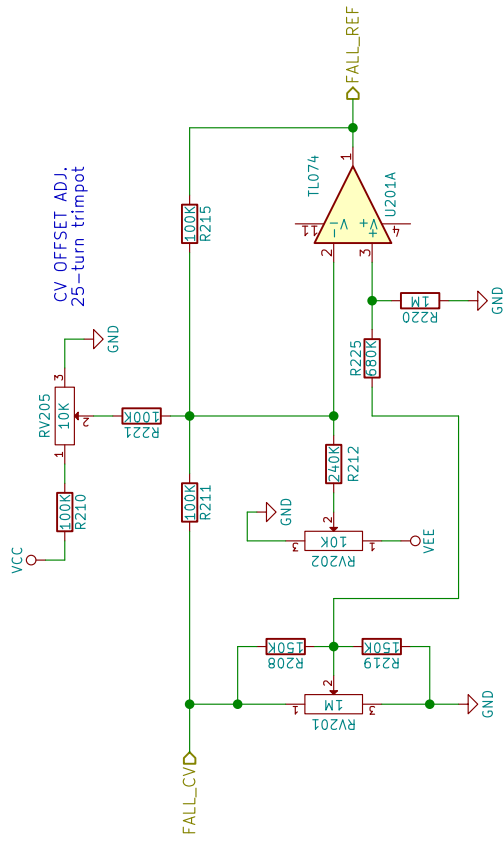 FALL_REF
CV OFFSET ADJ.
25-turn trimpot
TL074
1
U201A
11
V-
V+
4
-
+
2
3
100K
R215
GND
3
RV205
10K
2
1
100K
R221
R225
680K
1M
R220
GND
100K
R210
VCC
100K
R211
240K
R212
GND
2
3
10K
1
RV202
VEE
150K
R208
150K
R219
2
1
1M
3
RV201
GND
FALL_CV